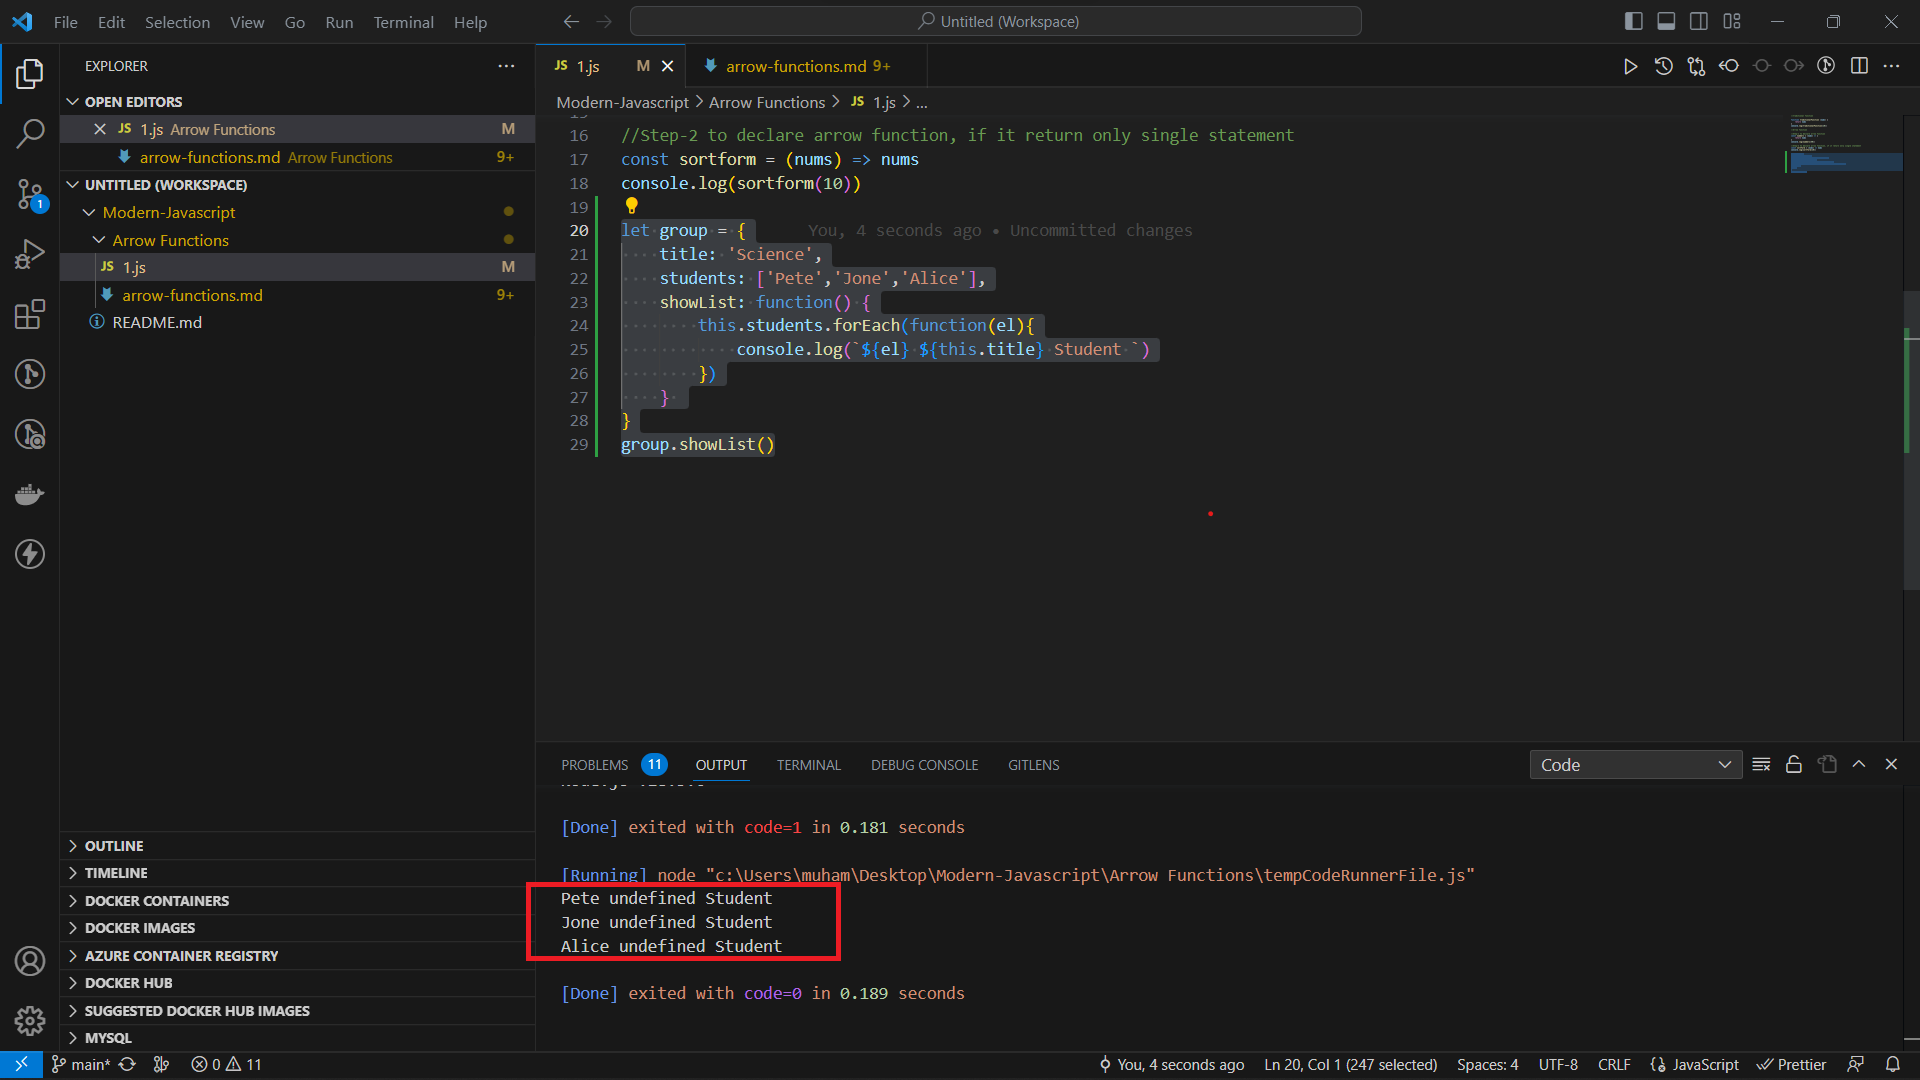 File Edit Selection View Go Run Terminal Help
Untitled (Workspace)
EXPLORER
OPEN EDITORS
JS 1.js Arrow Functions M
arrow-functions.md Arrow Functions 9+
UNTITLED (WORKSPACE)
Modern-Javascript
Arrow Functions
JS 1.js M
arrow-functions.md 9+
README.md
1
OUTLINE
TIMELINE
DOCKER CONTAINERS
DOCKER IMAGES
AZURE CONTAINER REGISTRY
DOCKER HUB
SUGGESTED DOCKER HUB IMAGES
MYSQL
JS 1.js M arrow-functions.md 9+
Modern-Javascript > Arrow Functions > JS 1.js > ...
16 //Step-2 to declare arrow function, if it return only single statement
17 const sortform = (nums) => nums
18 console.log(sortform(10))
19
20 let group = { You, 4 seconds ago • Uncommitted changes
21 title: 'Science',
22 students: ['Pete','Jone','Alice'],
23 showList: function() {
24 this.students.forEach(function(el){
25 console.log(`${el} ${this.title} Student `)
26 })
27 }
28 }
29 group.showList()
PROBLEMS 11 OUTPUT TERMINAL DEBUG CONSOLE GITLENS Code
[Done] exited with code=1 in 0.181 seconds
[Running] node "c:\Users\muham\Desktop\Modern-Javascript\Arrow Functions\tempCodeRunnerFile.js"
Pete undefined Student
Jone undefined Student
Alice undefined Student
[Done] exited with code=0 in 0.189 seconds
main* 0 11 You, 4 seconds ago Ln 20, Col 1 (247 selected) Spaces: 4 UTF-8 CRLF {} JavaScript Prettier